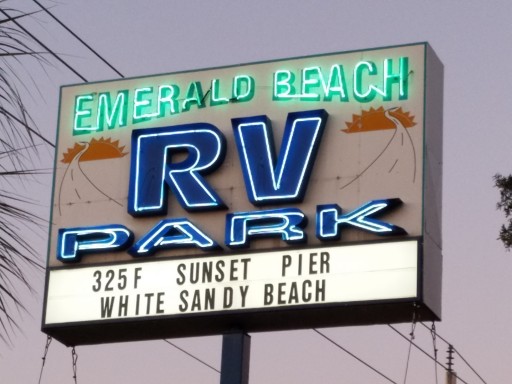 EMERALD BEACH
RV
PARK
325F SUNSET PIER
WHITE SANDY BEACH